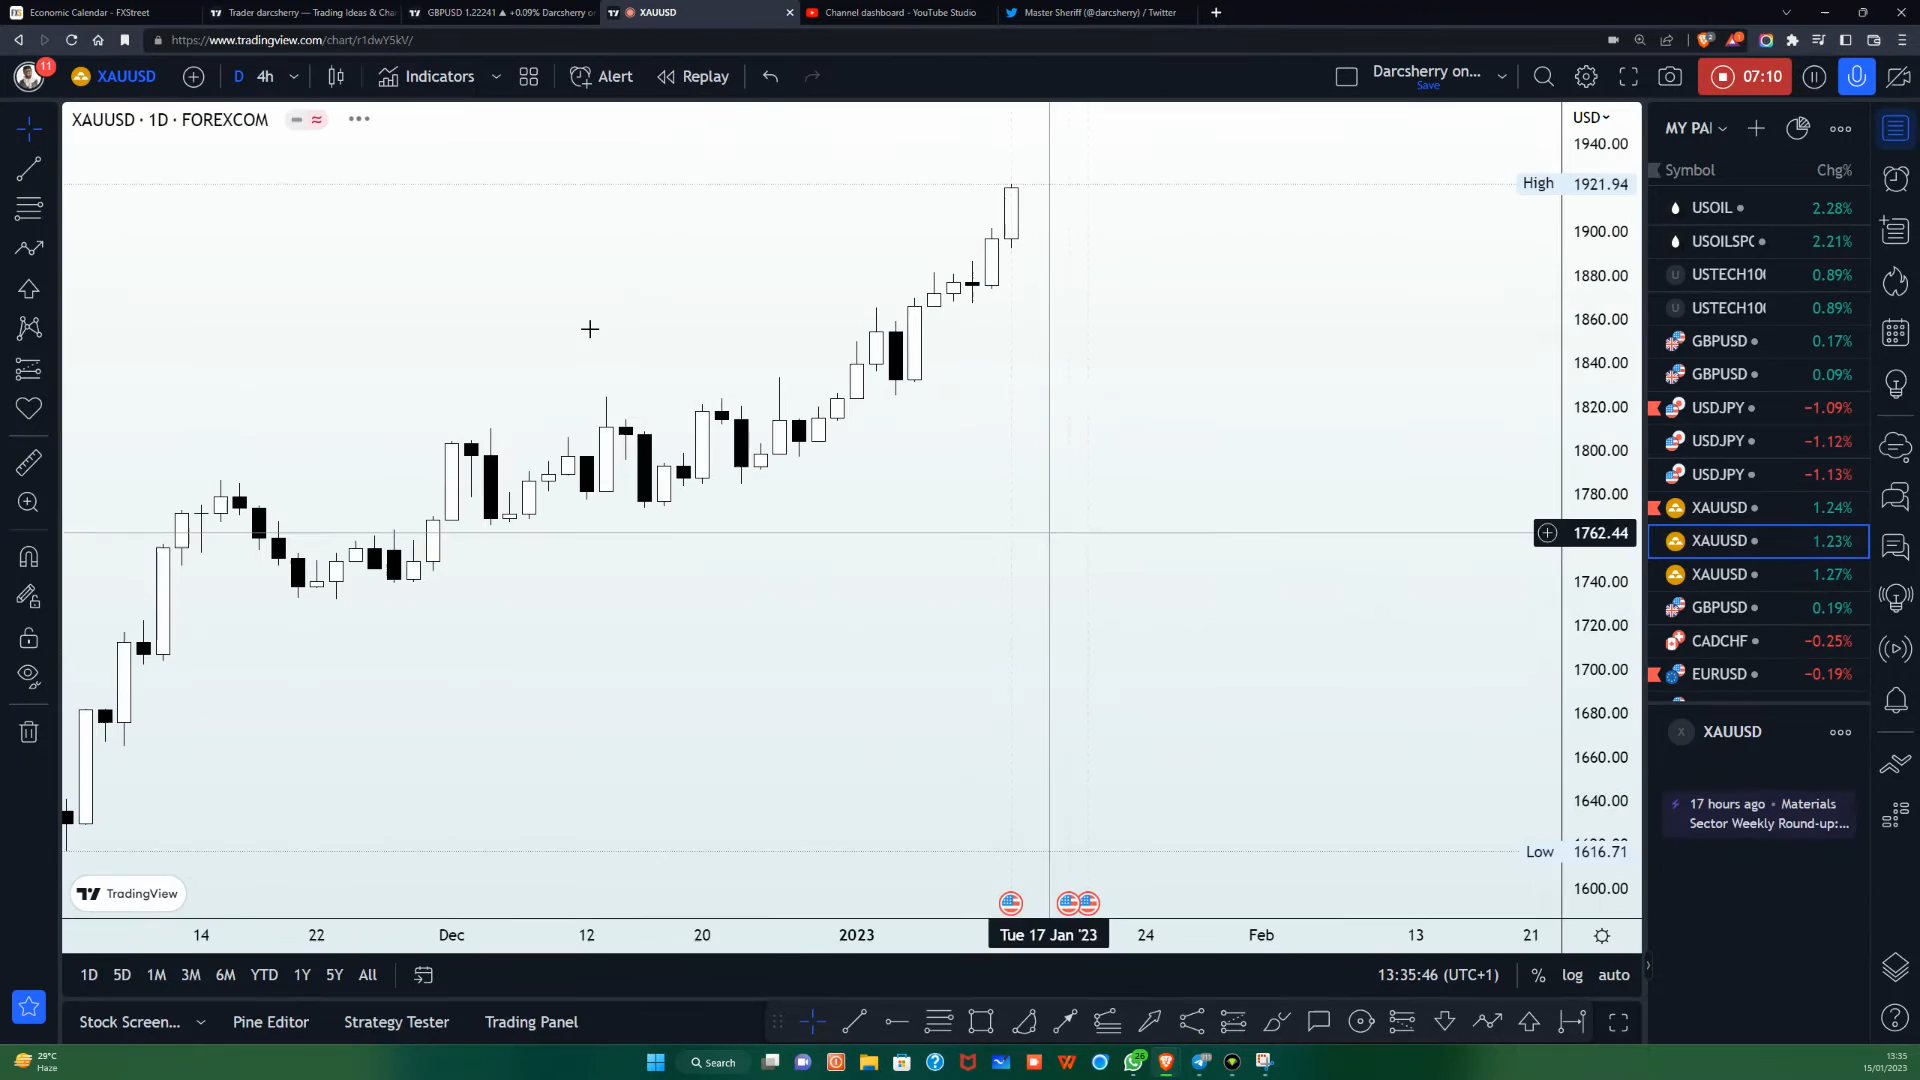 Economic Calendar - FXStreet
Trader darcsherry — Trading Ideas & Cha
GBPUSD 1.22241 ▲ +0.09% Darcsherry o
XAUUSD
Channel dashboard - YouTube Studio
Master Sheriff (@darcsherry) / Twitter
https://www.tradingview.com/chart/r1dwY5kV/
11
XAUUSD
D
4h
Indicators
Alert
Replay
Darcsherry on...
Save
07:10
XAUUSD · 1D · FOREXCOM
USD
1940.00
High 1921.94
1900.00
1880.00
1860.00
1840.00
1820.00
1800.00
1780.00
1762.44
1740.00
1720.00
1700.00
1680.00
1660.00
1640.00
Low 1616.71
1600.00
TradingView
14
22
Dec
12
20
2023
Tue 17 Jan '23
24
Feb
13
21
1D
5D
1M
3M
6M
YTD
1Y
5Y
All
13:35:46 (UTC+1)
%
log
auto
Stock Screen...
Pine Editor
Strategy Tester
Trading Panel
MY PAI
Symbol Chg%
USOIL 2.28%
USOILSPC 2.21%
USTECH100 0.89%
USTECH100 0.89%
GBPUSD 0.17%
GBPUSD 0.09%
USDJPY −1.09%
USDJPY −1.12%
USDJPY −1.13%
XAUUSD 1.24%
XAUUSD 1.23%
XAUUSD 1.27%
GBPUSD 0.19%
CADCHF −0.25%
EURUSD −0.19%
X XAUUSD
17 hours ago • Materials
Sector Weekly Round-up:...
29°C
Haze
Search
26
13:35
15/01/2023